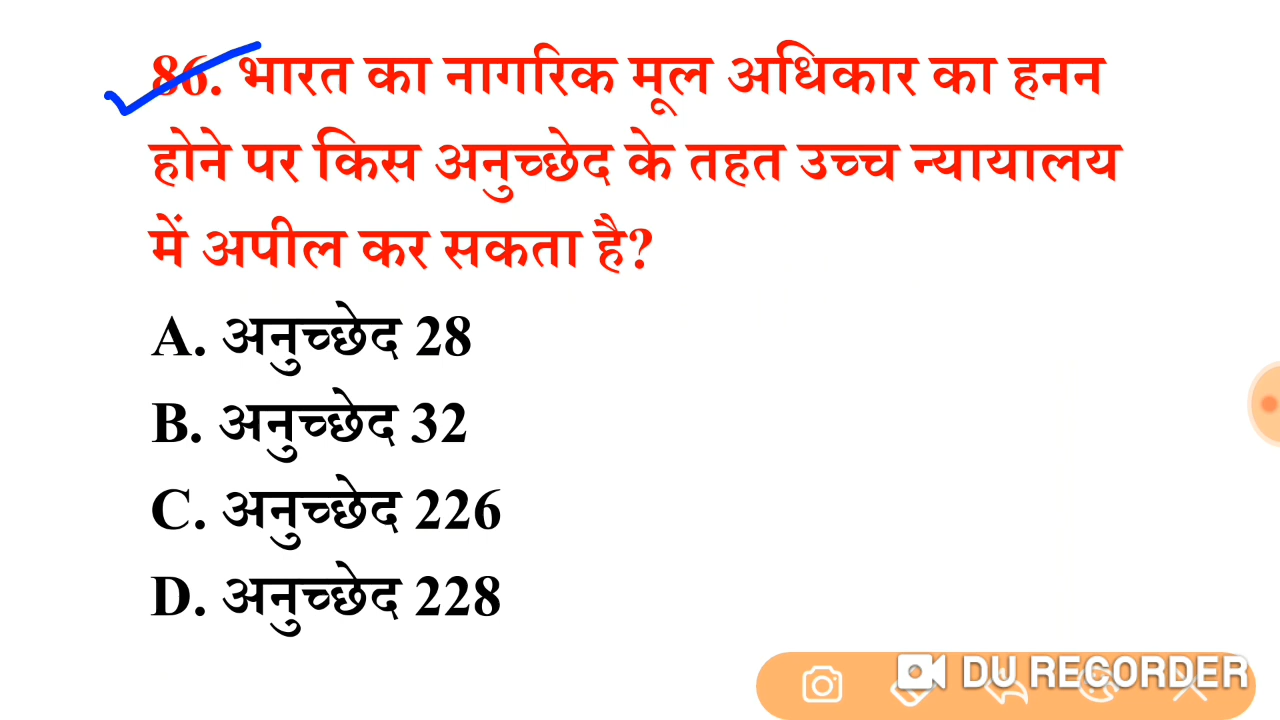 86. भारत का नागरिक मूल अधिकार का हनन
होने पर किस अनुच्छेद के तहत उच्च न्यायालय
में अपील कर सकता है?
A. अनुच्छेद 28
B. अनुच्छेद 32
C. अनुच्छेद 226
D. अनुच्छेद 228
DU RECORDER